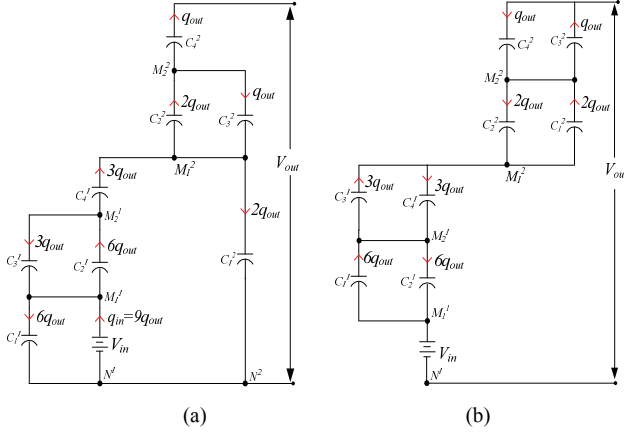 q_out
C_4^2
M_2^2
2q_out
q_out
C_2^2
C_3^2
V_out
3q_out
M_1^2
C_4^1
M_2^1
2q_out
3q_out
6q_out
C_3^1
C_2^1
C_1^2
M_1^1
6q_out
q_in=9q_out
C_1^1
V_in
N^1
N^2
(a)
q_out
q_out
C_4^2
C_3^2
M_2^2
2q_out
2q_out
C_2^2
C_1^2
V_out
M_1^2
3q_out
3q_out
C_3^1
C_4^1
M_2^1
6q_out
6q_out
C_1^1
C_2^1
M_1^1
V_in
N^1
(b)